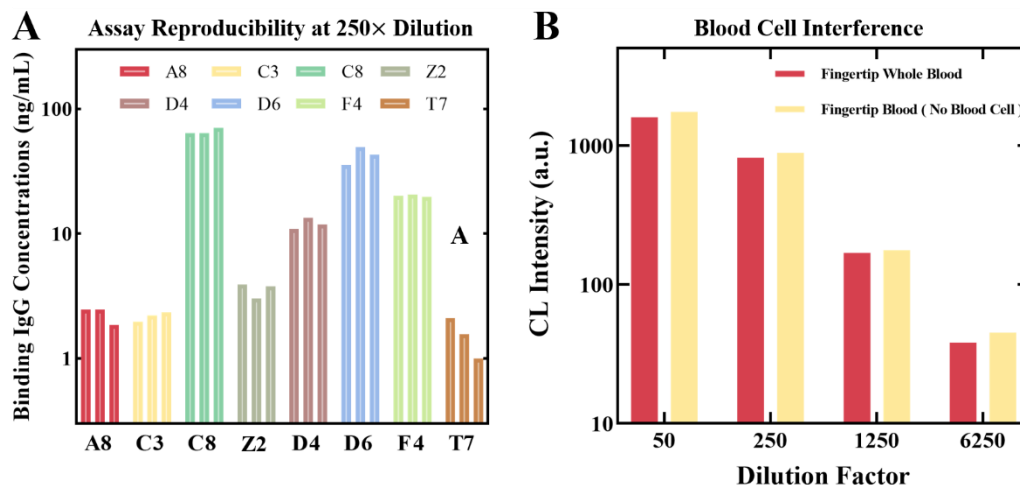 A
Assay Reproducibility at 250× Dilution
Binding IgG Concentrations (ng/mL)
100
10
1
A8 C3 C8 Z2
D4 D6 F4 T7
A
A8 C3 C8 Z2 D4 D6 F4 T7
B
Blood Cell Interference
CL Intensity (a.u.)
1000
100
10
Fingertip Whole Blood
Fingertip Blood ( No Blood Cell )
50 250 1250 6250
Dilution Factor